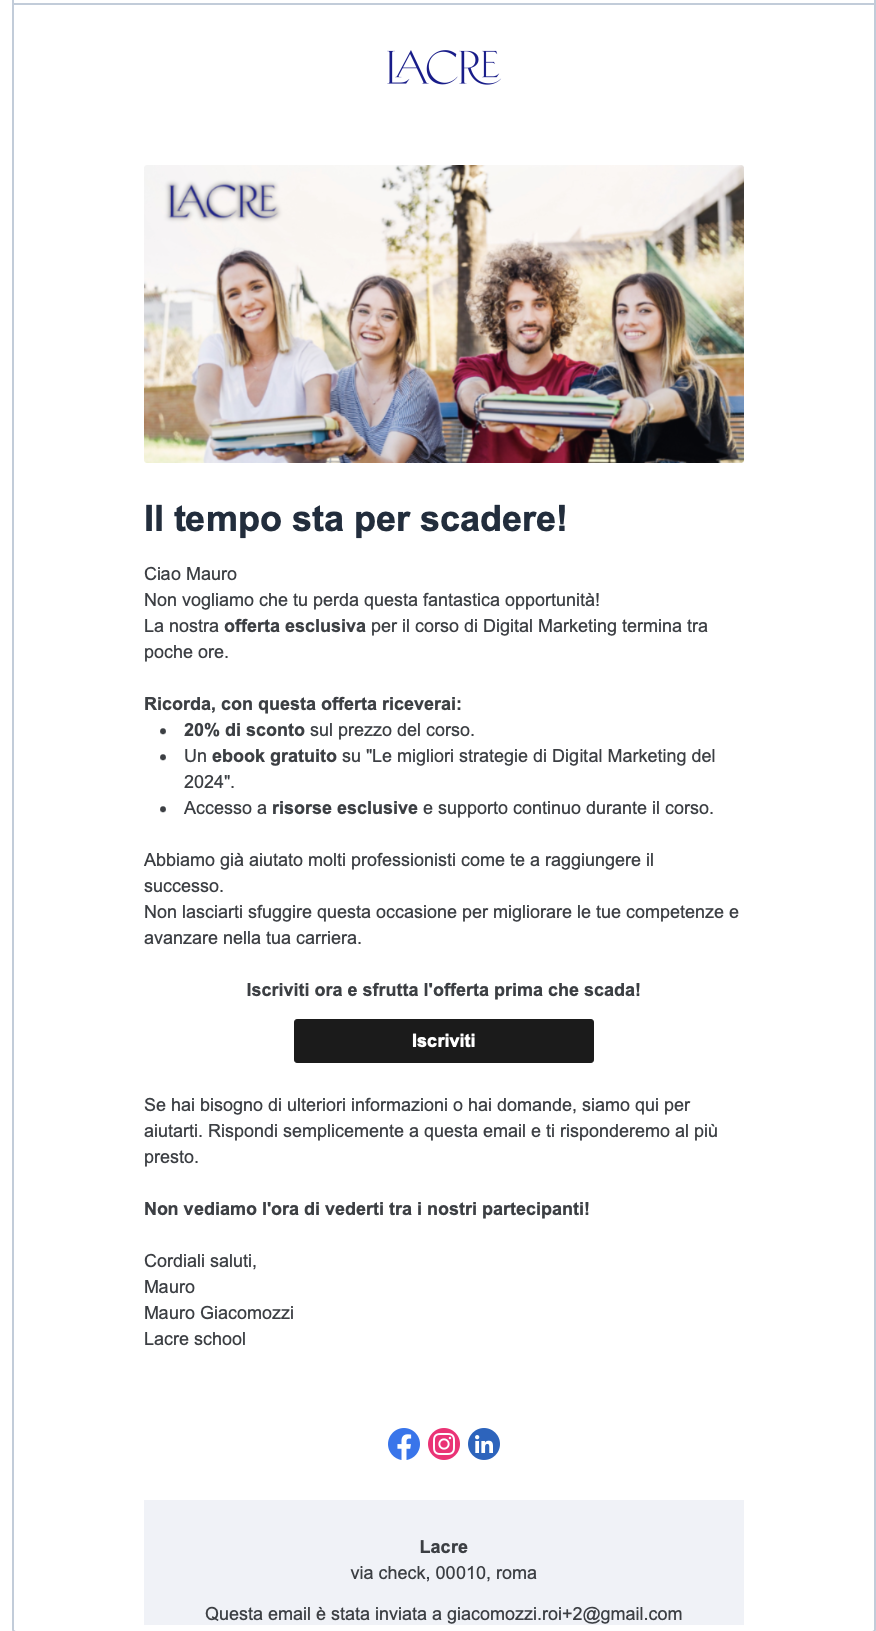 LACRE
LACRE
Il tempo sta per scadere!
Ciao Mauro
Non vogliamo che tu perda questa fantastica opportunità!
La nostra offerta esclusiva per il corso di Digital Marketing termina tra
poche ore.
Ricorda, con questa offerta riceverai:
• 20% di sconto sul prezzo del corso.
• Un ebook gratuito su "Le migliori strategie di Digital Marketing del
2024".
• Accesso a risorse esclusive e supporto continuo durante il corso.
Abbiamo già aiutato molti professionisti come te a raggiungere il
successo.
Non lasciarti sfuggire questa occasione per migliorare le tue competenze e
avanzare nella tua carriera.
Iscriviti ora e sfrutta l'offerta prima che scada!
Iscriviti
Se hai bisogno di ulteriori informazioni o hai domande, siamo qui per
aiutarti. Rispondi semplicemente a questa email e ti risponderemo al più
presto.
Non vediamo l'ora di vederti tra i nostri partecipanti!
Cordiali saluti,
Mauro
Mauro Giacomozzi
Lacre school
Lacre
via check, 00010, roma
Questa email è stata inviata a giacomozzi.roi+2@gmail.com